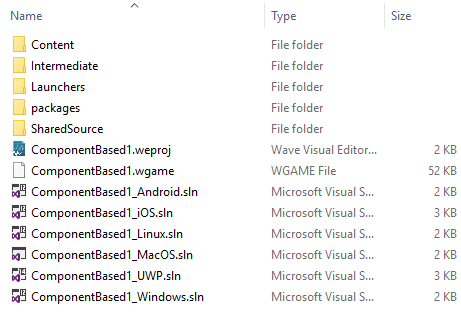 Name Type Size
Content File folder
Intermediate File folder
Launchers File folder
packages File folder
SharedSource File folder
ComponentBased1.weproj Wave Visual Editor... 2 KB
ComponentBased1.wgame WGAME File 52 KB
ComponentBased1_Android.sln Microsoft Visual S... 2 KB
ComponentBased1_iOS.sln Microsoft Visual S... 3 KB
ComponentBased1_Linux.sln Microsoft Visual S... 2 KB
ComponentBased1_MacOS.sln Microsoft Visual S... 2 KB
ComponentBased1_UWP.sln Microsoft Visual S... 3 KB
ComponentBased1_Windows.sln Microsoft Visual S... 2 KB